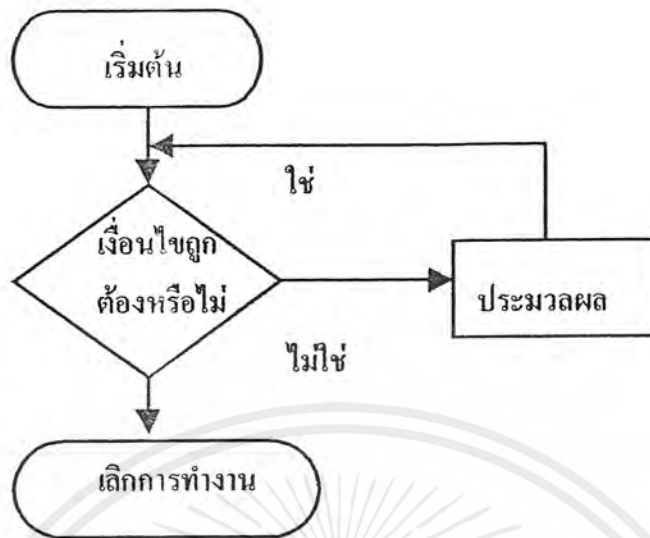 เริ่มต้น
ใช่
เงื่อนไขถูก
ต้องหรือไม่
ประมวลผล
ไม่ใช่
เลิกการทำงาน